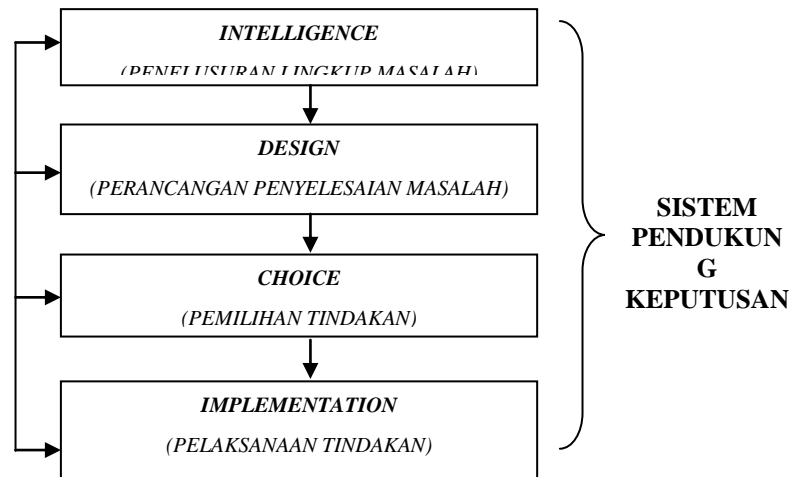 INTELLIGENCE
(PENELUSURAN LINGKUP MASALAH)
DESIGN
(PERANCANGAN PENYELESAIAN MASALAH)
CHOICE
(PEMILIHAN TINDAKAN)
IMPLEMENTATION
(PELAKSANAAN TINDAKAN)
SISTEM
PENDUKUN
G
KEPUTUSAN